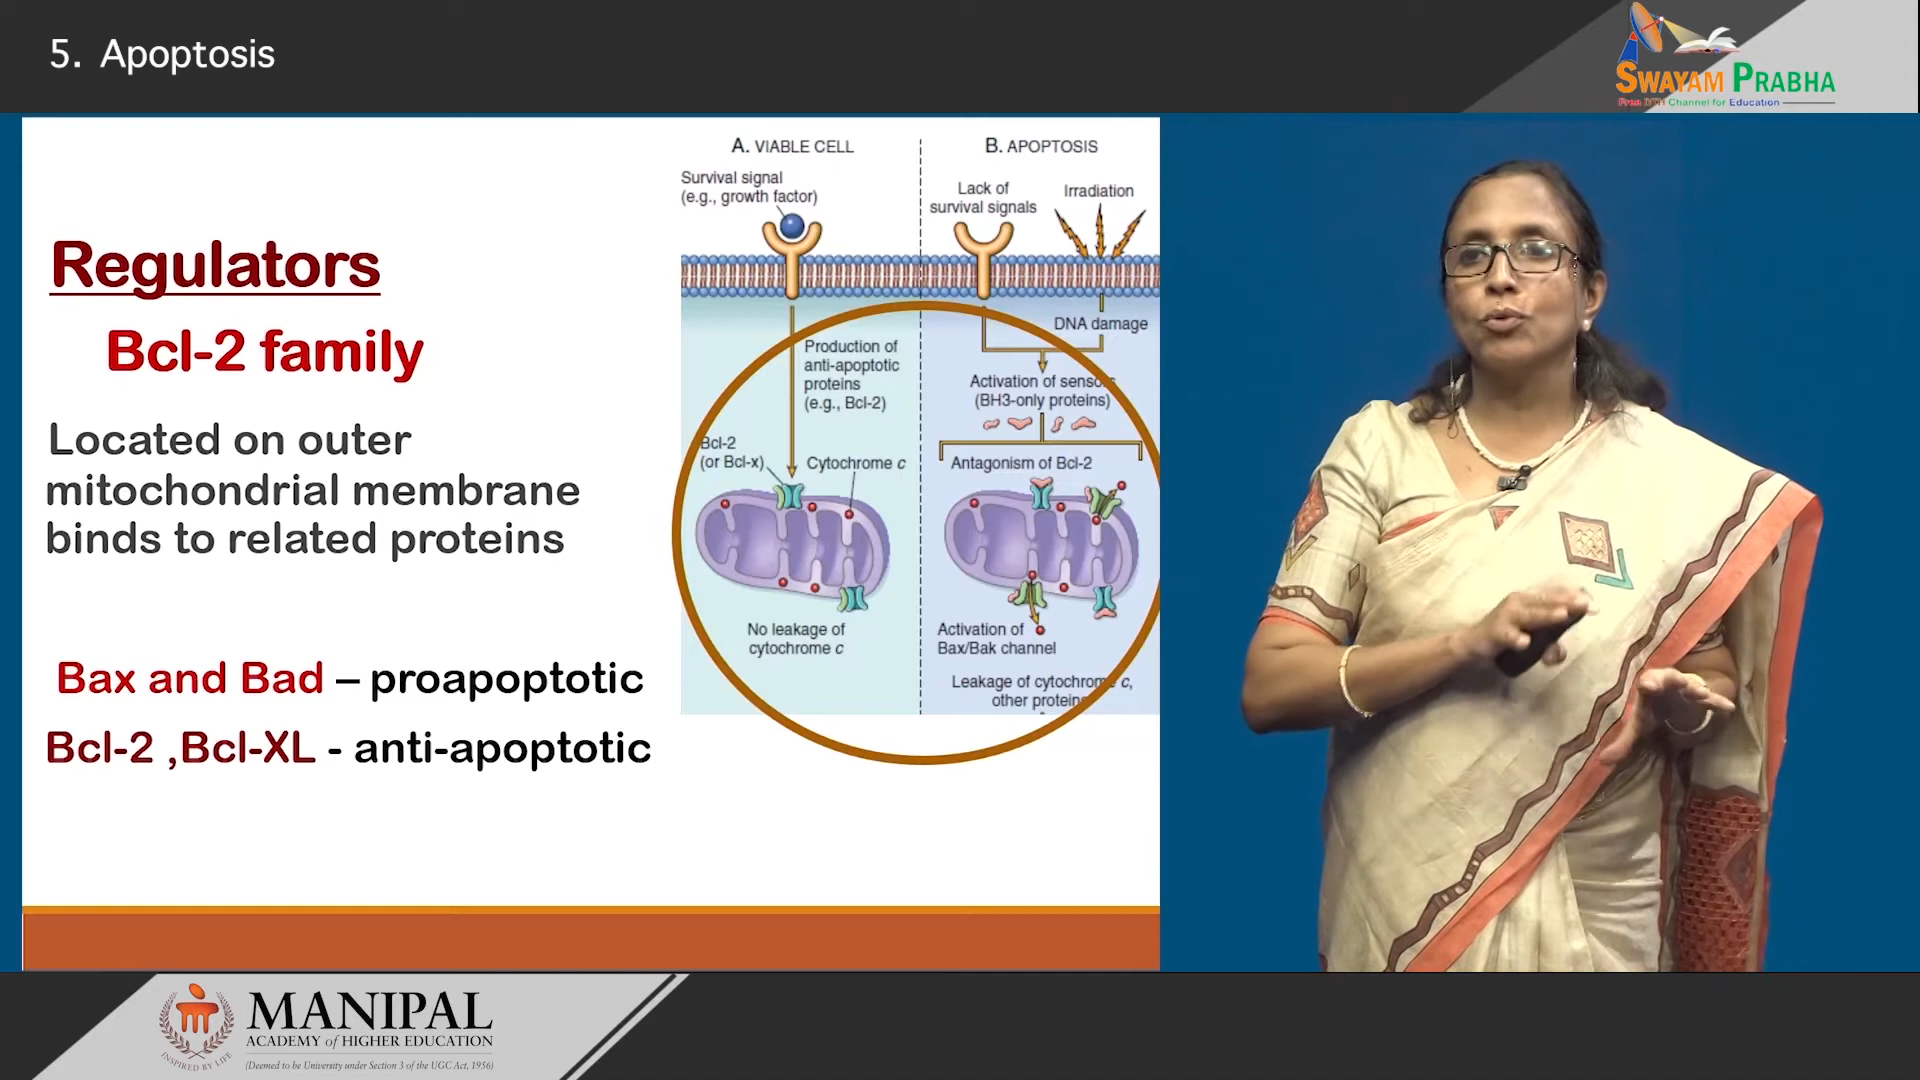 5. Apoptosis
SWAYAM PRABHA
Free DTH Channel for Education
Regulators
Bcl-2 family
Located on outer
mitochondrial membrane
binds to related proteins
Bax and Bad – proapoptotic
Bcl-2 ,Bcl-XL - anti-apoptotic
A. VIABLE CELL
Survival signal
(e.g., growth factor)
Production of
anti-apoptotic
proteins
(e.g., Bcl-2)
Bcl-2
(or Bcl-x)
Cytochrome c
No leakage of
cytochrome c
B. APOPTOSIS
Lack of
survival signals
Irradiation
DNA damage
Activation of sensors
(BH3-only proteins)
Antagonism of Bcl-2
Activation of
Bax/Bak channel
Leakage of cytochrome c,
other proteins
MANIPAL
ACADEMY of HIGHER EDUCATION
(Deemed to be University under Section 3 of the UGC Act, 1956)
INSPIRED BY LIFE